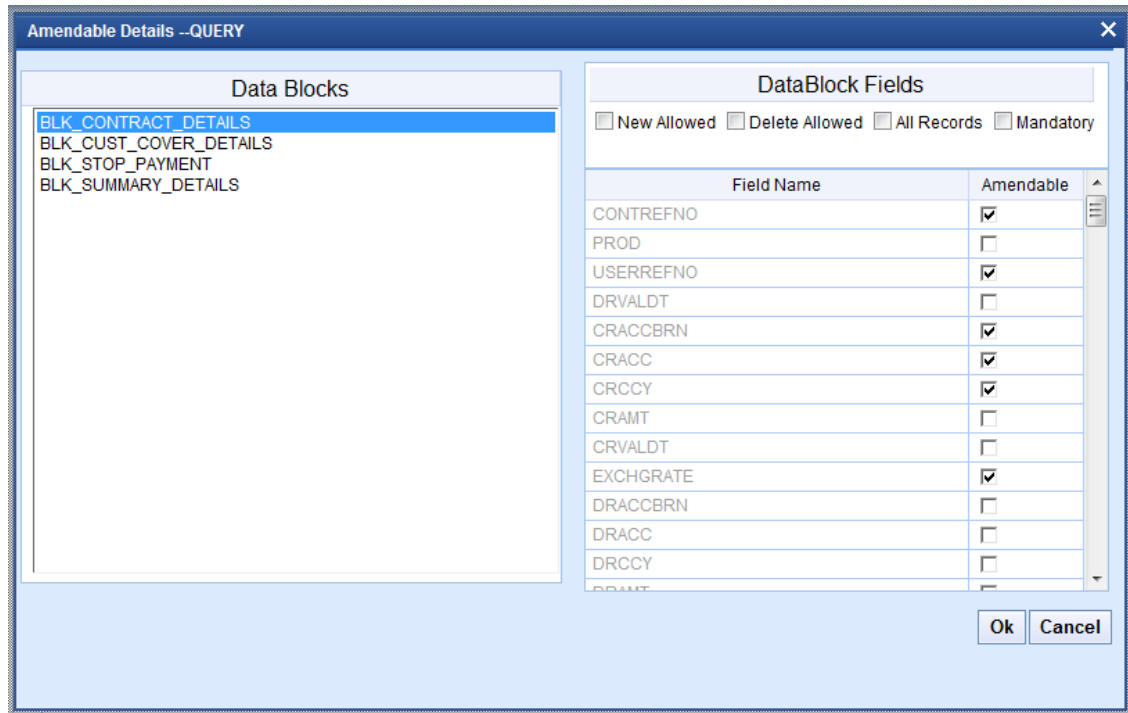 Amendable Details --QUERY
Data Blocks
BLK_CONTRACT_DETAILS
BLK_CUST_COVER_DETAILS
BLK_STOP_PAYMENT
BLK_SUMMARY_DETAILS
DataBlock Fields
New Allowed Delete Allowed All Records Mandatory
Field Name Amendable
CONTREFNO
PROD
USERREFNO
DRVALDT
CRACCBRN
CRACC
CRCCY
CRAMT
CRVALDT
EXCHGRATE
DRACCBRN
DRACC
DRCCY
Ok Cancel